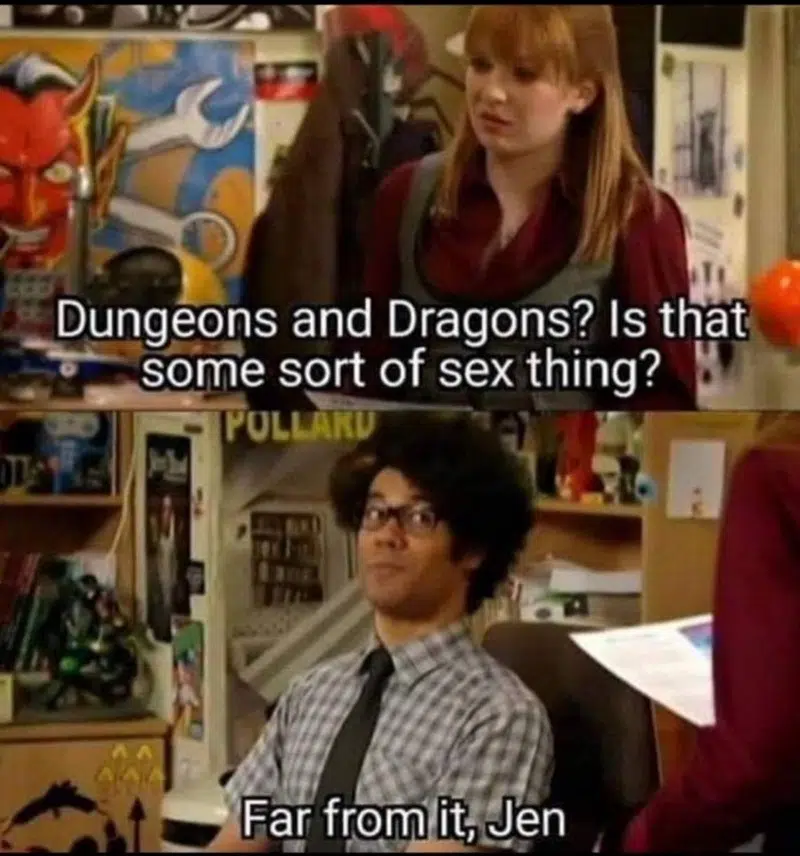 Dungeons and Dragons? Is that
some sort of sex thing?
POLLARD
Far from it, Jen